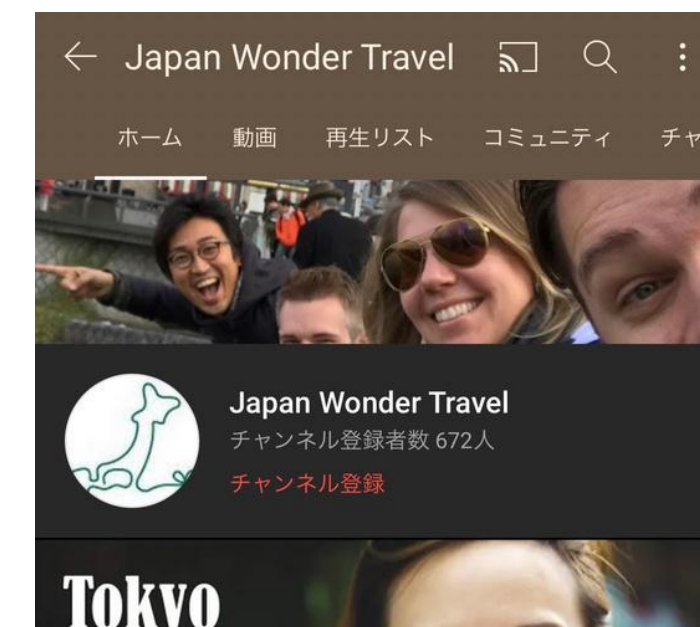 Japan Wonder Travel
ホーム 動画 再生リスト コミュニティ チャ
Japan Wonder Travel
チャンネル登録者数 672人
チャンネル登録
Tokyo